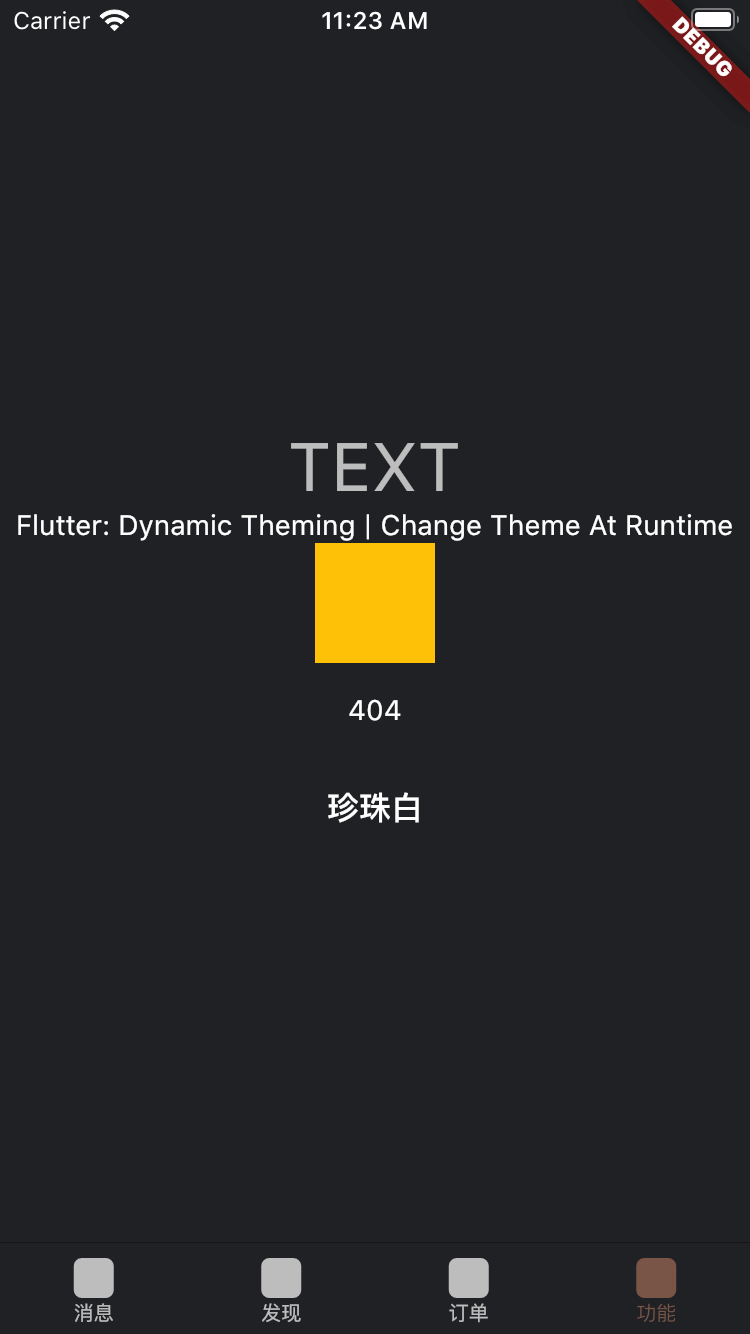 Carrier 11:23 AM
DEBUG
TEXT
Flutter: Dynamic Theming | Change Theme At Runtime
404
珍珠白
消息 发现 订单 功能